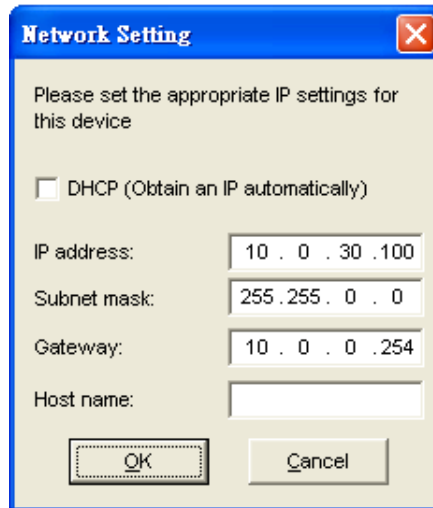 Network Setting
Please set the appropriate IP settings for
this device
DHCP (Obtain an IP automatically)
IP address: 10 . 0 . 30 .100
Subnet mask: 255 .255 . 0 . 0
Gateway: 10 . 0 . 0 .254
Host name:
OK Cancel